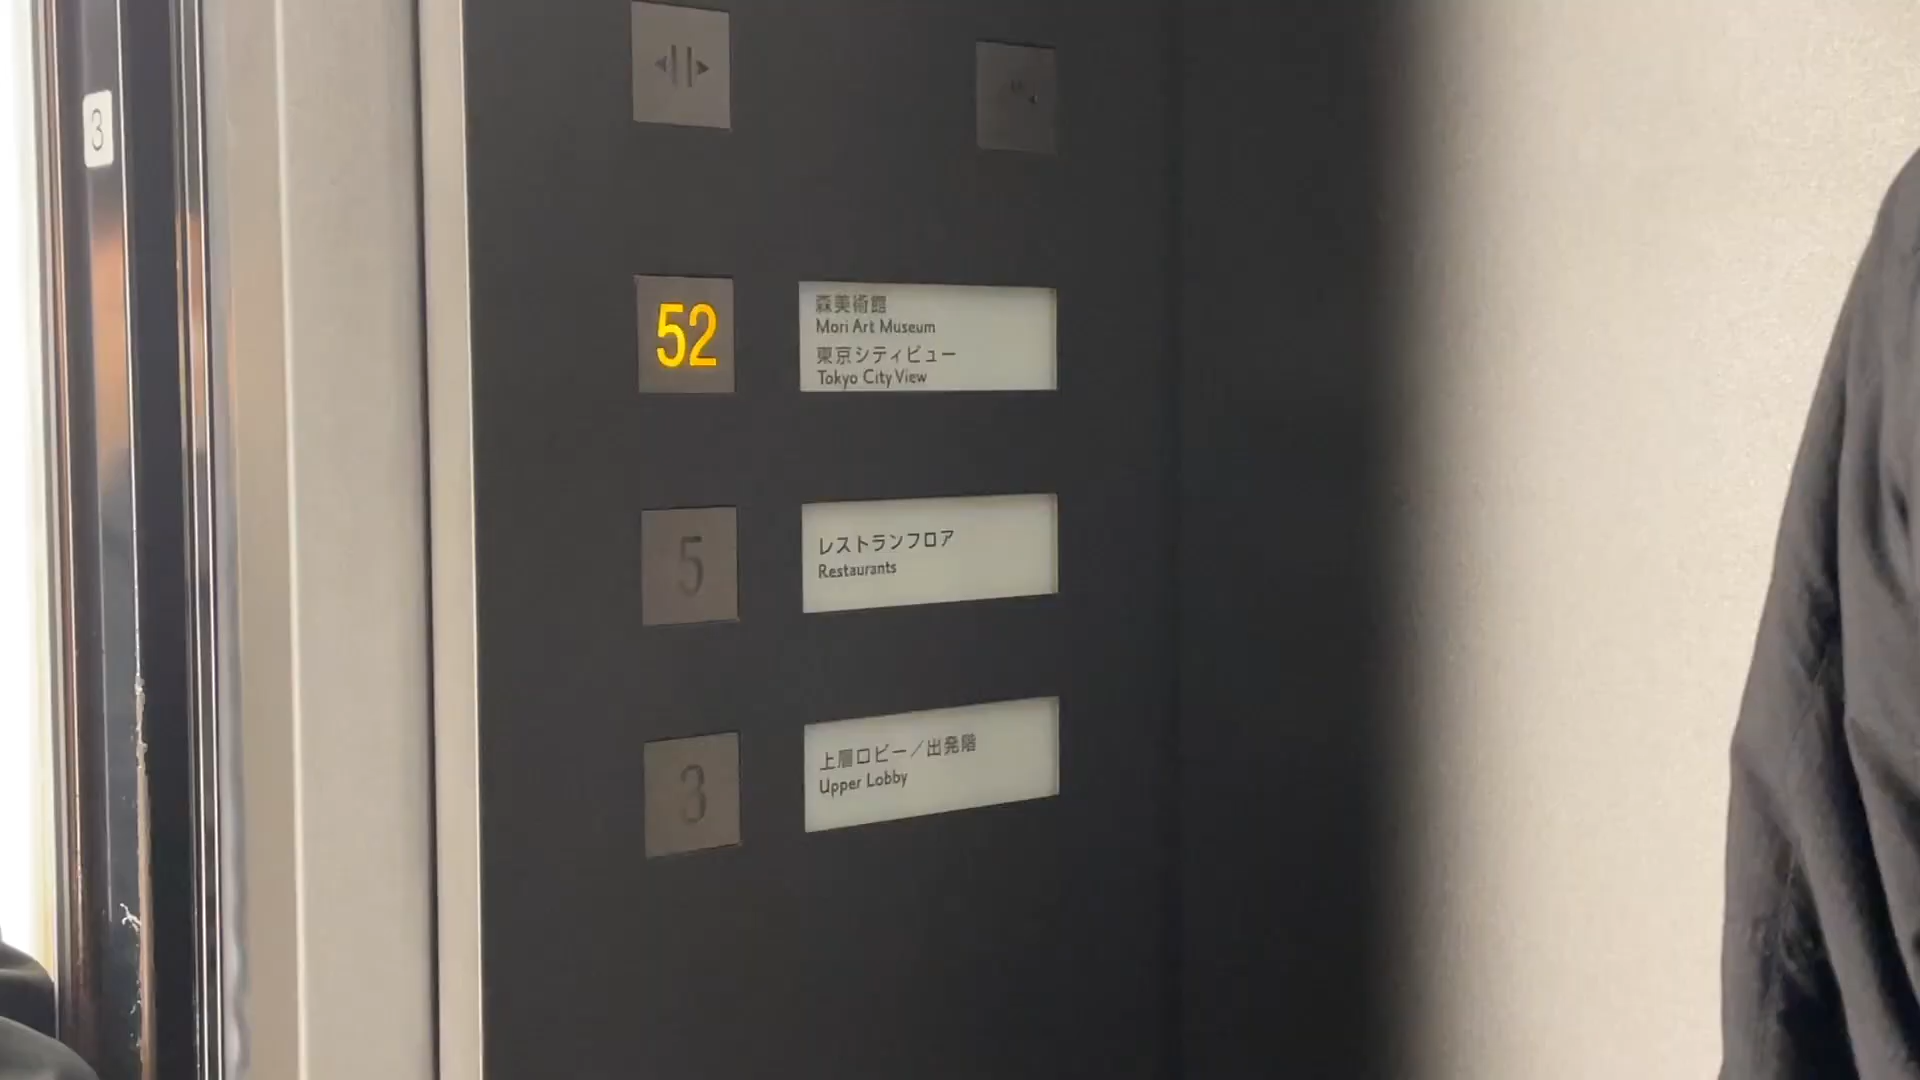 3
52
森美術館
Mori Art Museum
東京シティビュー
Tokyo City View
5
レストランフロア
Restaurants
3
上層ロビー／出発階
Upper Lobby